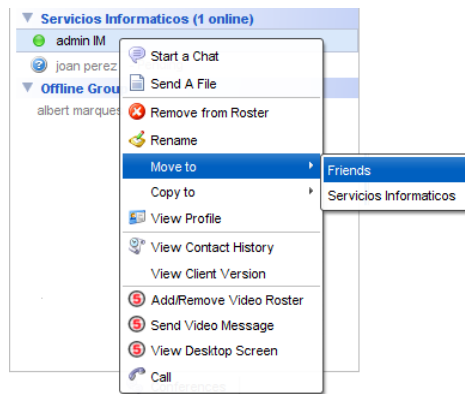 Servicios Informaticos (1 online)
admin IM
joan perez
Offline Grou
albert marques
Start a Chat
Send A File
Remove from Roster
Rename
Move to
Copy to
View Profile
View Contact History
View Client Version
Add/Remove Video Roster
Send Video Message
View Desktop Screen
Call
Friends
Servicios Informaticos
Conferences